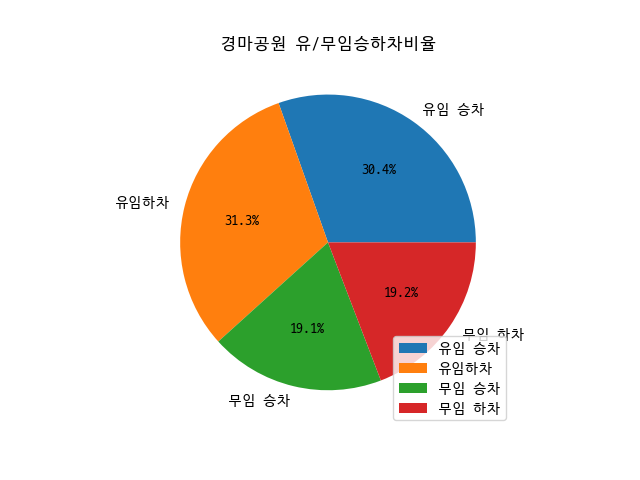 경마공원 유/무임승하차비율
유임 승차
30.4%
유임하차
31.3%
19.2%
19.1%
무임 하차
무임 승차
유임 승차
유임하차
무임 승차
무임 하차